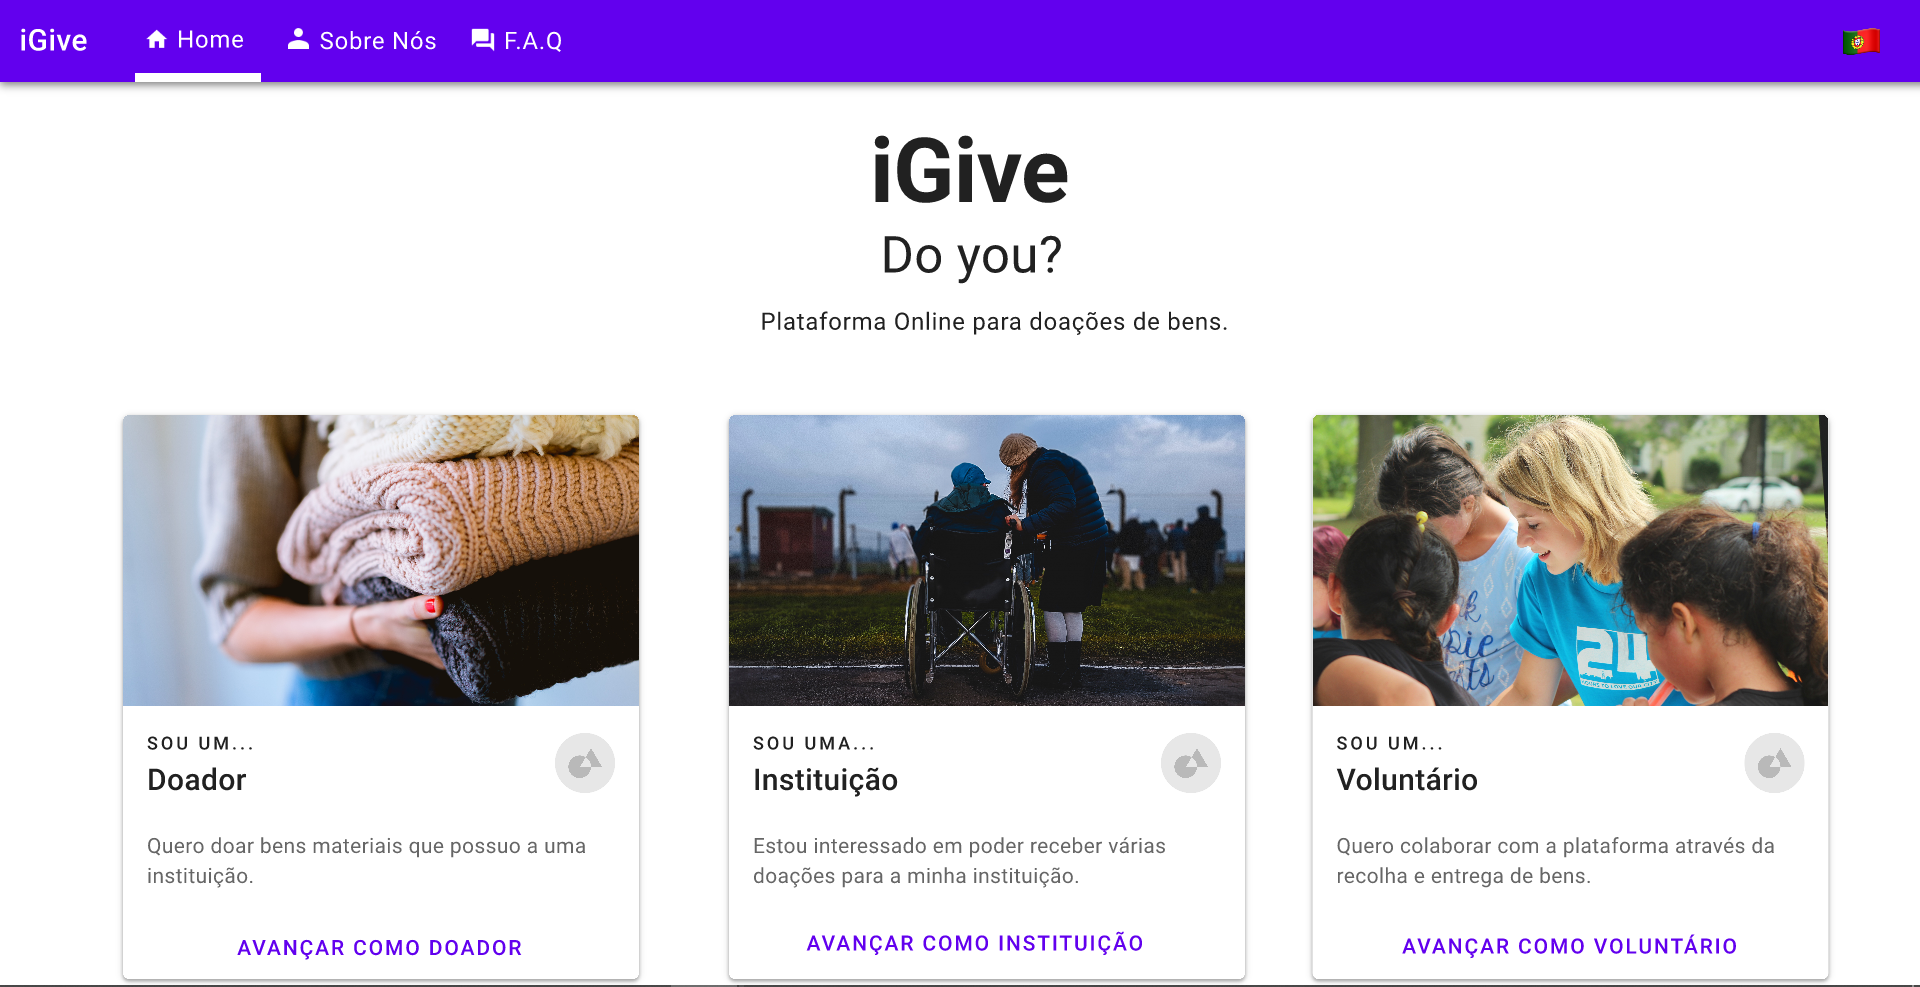 iGive
Home
Sobre Nós
F.A.Q
iGive
Do you?
Plataforma Online para doações de bens.
SOU UM...
Doador
Quero doar bens materiais que possuo a uma
instituição.
AVANÇAR COMO DOADOR
SOU UMA...
Instituição
Estou interessado em poder receber várias
doações para a minha instituição.
AVANÇAR COMO INSTITUIÇÃO
24
SOU UM...
Voluntário
Quero colaborar com a plataforma através da
recolha e entrega de bens.
AVANÇAR COMO VOLUNTÁRIO